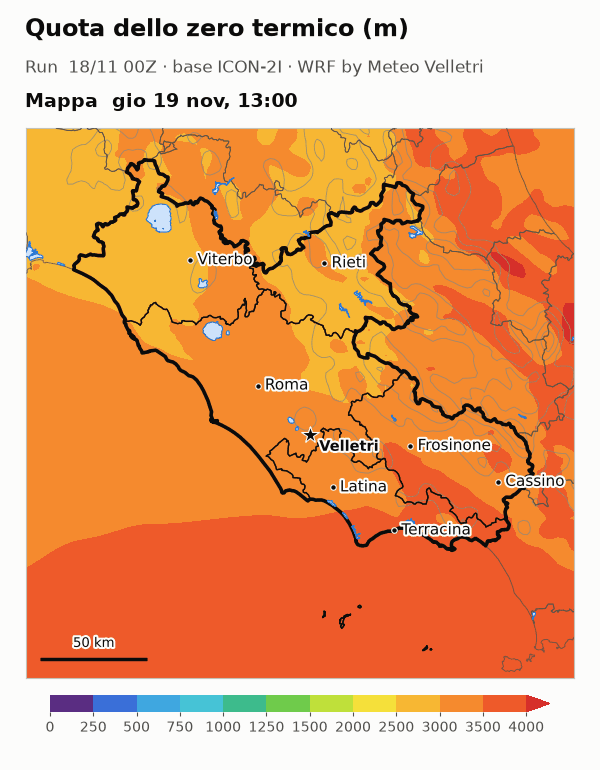 Quota dello zero termico (m)
Run  18/11 00Z · base ICON-2I · WRF by Meteo Velletri
Mappa  gio 19 nov, 13:00
Viterbo
Rieti
Roma
Velletri
Frosinone
Cassino
Latina
Terracina
50 km
0 250 500 750 1000 1250 1500 2000 2500 3000 3500 4000